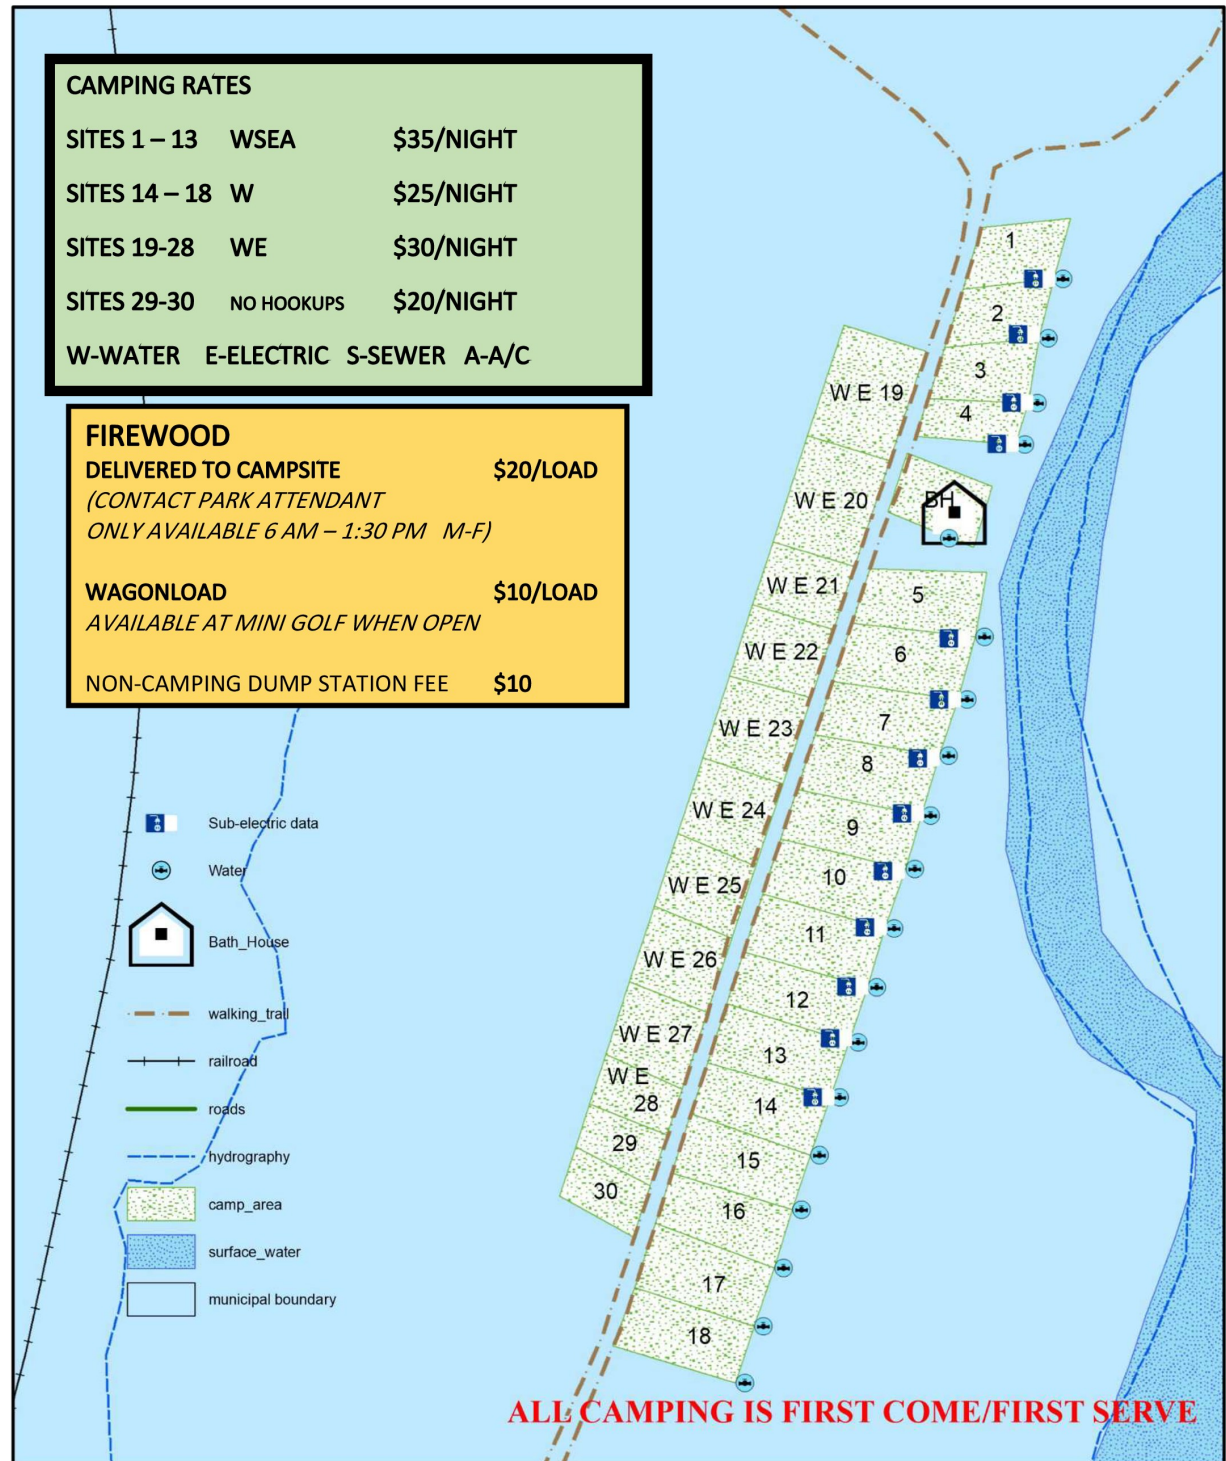 CAMPING RATES
SITES 1 – 13 WSEA $35/NIGHT
SITES 14 – 18 W $25/NIGHT
SITES 19-28 WE $30/NIGHT
SITES 29-30 NO HOOKUPS $20/NIGHT
W-WATER E-ELECTRIC S-SEWER A-A/C
FIREWOOD
DELIVERED TO CAMPSITE $20/LOAD
(CONTACT PARK ATTENDANT
ONLY AVAILABLE 6 AM – 1:30 PM M-F)
WAGONLOAD $10/LOAD
AVAILABLE AT MINI GOLF WHEN OPEN
NON-CAMPING DUMP STATION FEE $10
Sub-electric data
Water
Bath_House
walking_trail
railroad
roads
hydrography
camp_area
surface_water
municipal boundary
1
2
3
4
BH
5
6
7
8
9
10
11
12
13
14
15
16
17
18
W E 19
W E 20
W E 21
W E 22
W E 23
W E 24
W E 25
W E 26
W E 27
W E
28
29
30
ALL CAMPING IS FIRST COME/FIRST SERVE